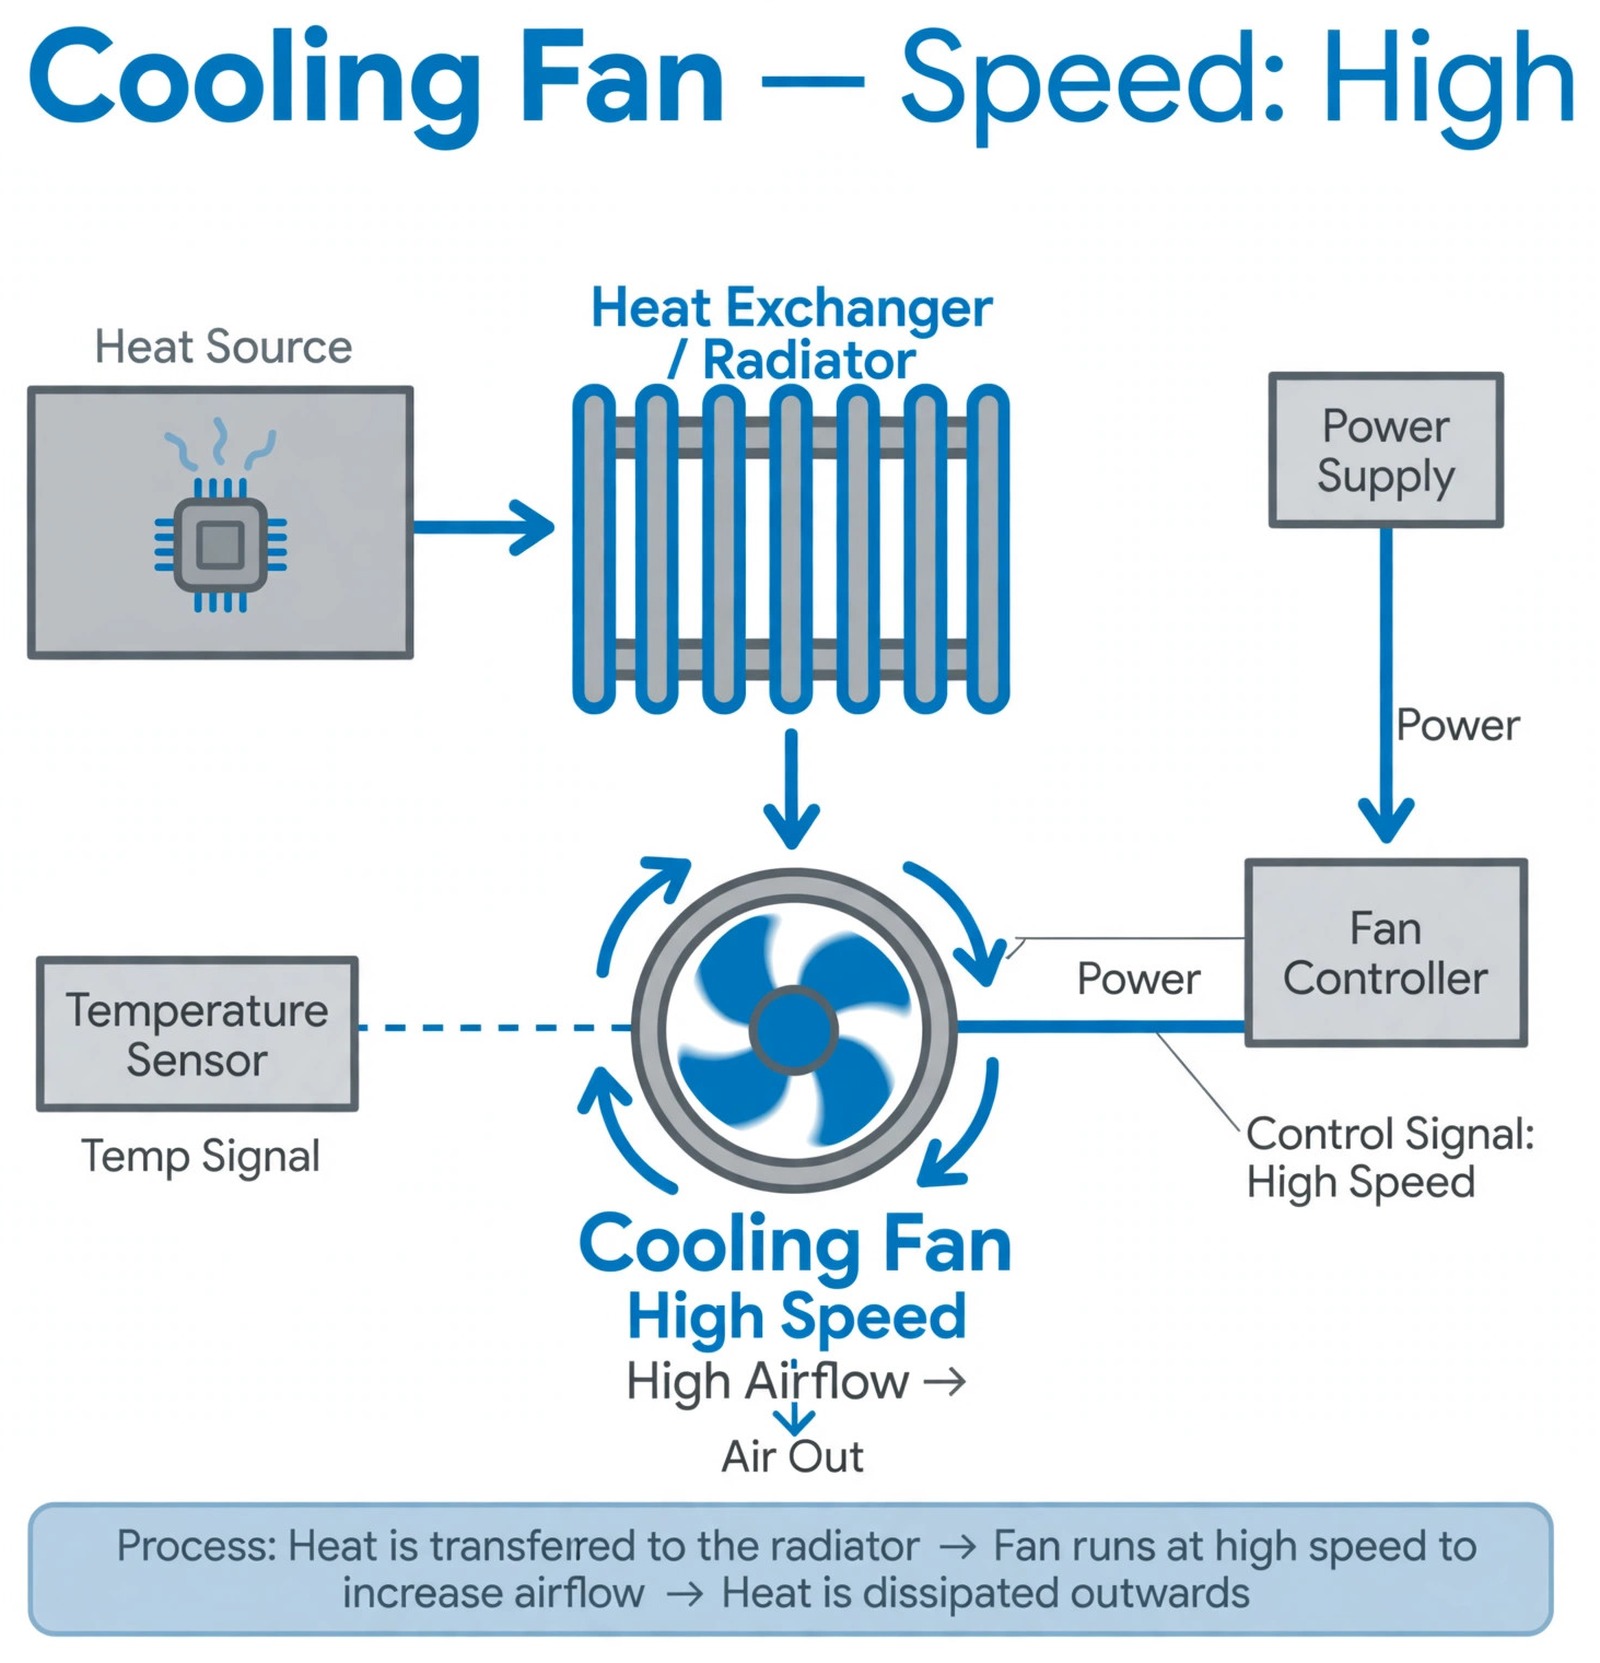 Cooling Fan — Speed: High
Heat Exchanger
/ Radiator
Heat Source
Power
Supply
Power
Fan
Controller
Power
Temperature
Sensor
Temp Signal
Control Signal:
High Speed
Cooling Fan
High Speed
High Airflow →
Air Out
Process: Heat is transferred to the radiator → Fan runs at high speed to
increase airflow → Heat is dissipated outwards